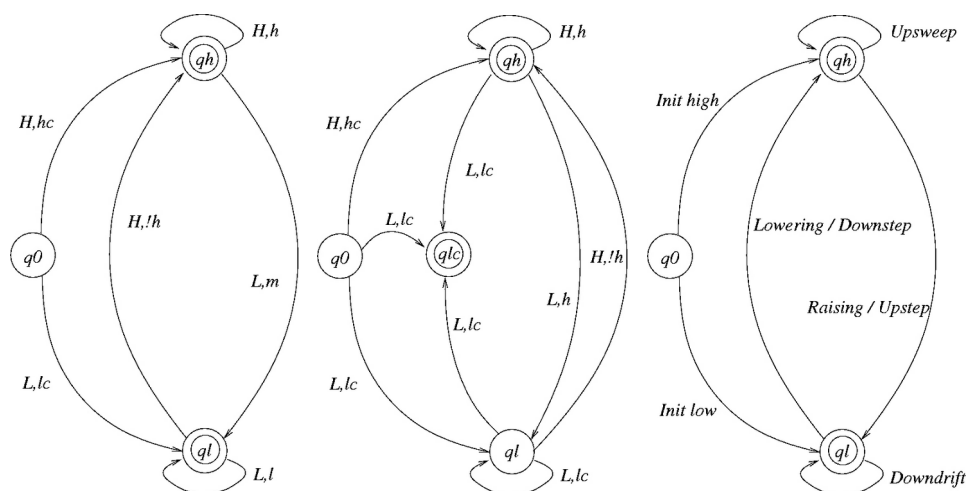 H,h
qh
H,hc
H,!h
q0
L,m
L,lc
ql
L,l
H,h
qh
H,hc
L,lc
L,lc
q0
qlc
H,!h
L,h
L,lc
L,lc
ql
L,lc
Upsweep
qh
Init high
Lowering / Downstep
q0
Raising / Upstep
Init low
ql
Downdrift